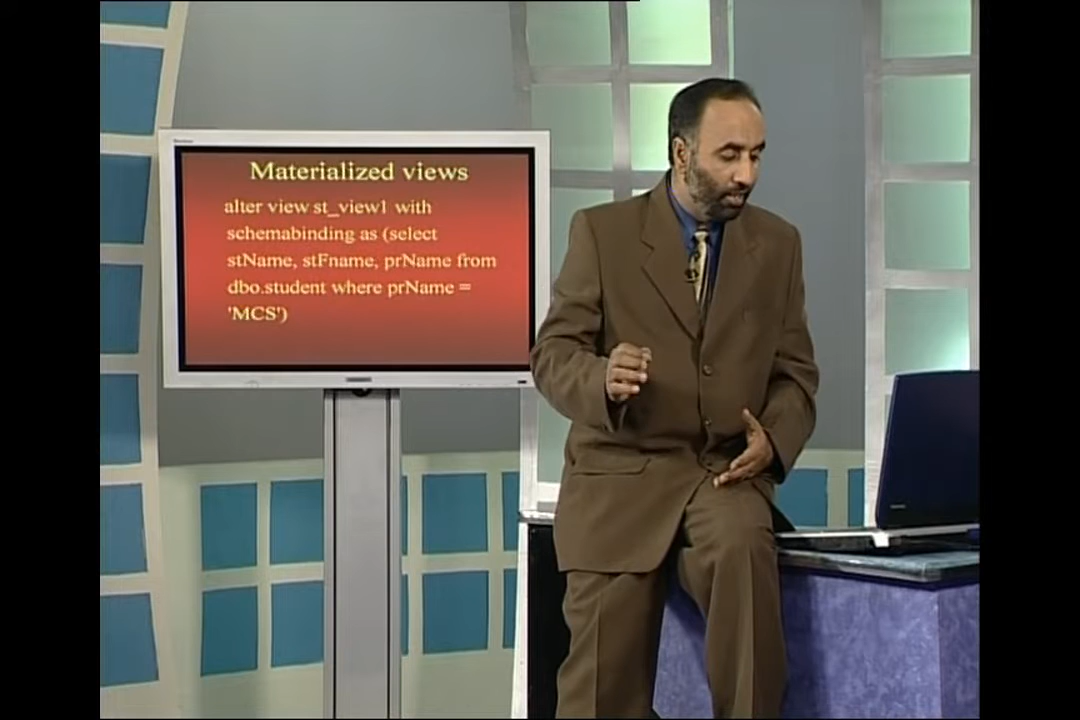 Materialized views
alter view st_view1 with
schemabinding as (select
stName, stFname, prName from
dbo.student where prName =
'MCS')